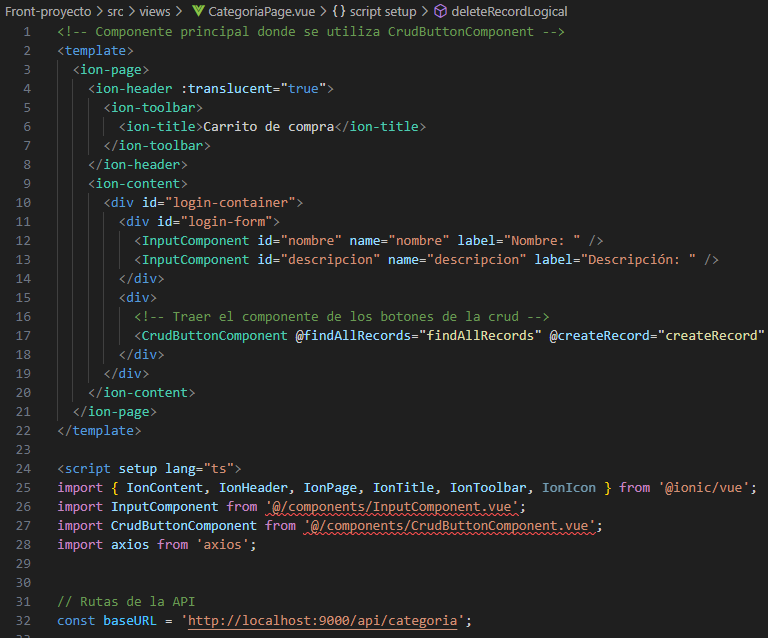 Front-proyecto > src > views > CategoriaPage.vue > {} script setup > deleteRecordLogical
1 <!-- Componente principal donde se utiliza CrudButtonComponent -->
2 <template>
3 <ion-page>
4 <ion-header :translucent="true">
5 <ion-toolbar>
6 <ion-title>Carrito de compra</ion-title>
7 </ion-toolbar>
8 </ion-header>
9 <ion-content>
10 <div id="login-container">
11 <div id="login-form">
12 <InputComponent id="nombre" name="nombre" label="Nombre: " />
13 <InputComponent id="descripcion" name="descripcion" label="Descripción: " />
14 </div>
15 <div>
16 <!-- Traer el componente de los botones de la crud -->
17 <CrudButtonComponent @findAllRecords="findAllRecords" @createRecord="createRecord"
18 </div>
19 </div>
20 </ion-content>
21 </ion-page>
22 </template>
23
24 <script setup lang="ts">
25 import { IonContent, IonHeader, IonPage, IonTitle, IonToolbar, IonIcon } from '@ionic/vue';
26 import InputComponent from '@/components/InputComponent.vue';
27 import CrudButtonComponent from '@/components/CrudButtonComponent.vue';
28 import axios from 'axios';
29
30
31 // Rutas de la API
32 const baseURL = 'http://localhost:9000/api/categoria';